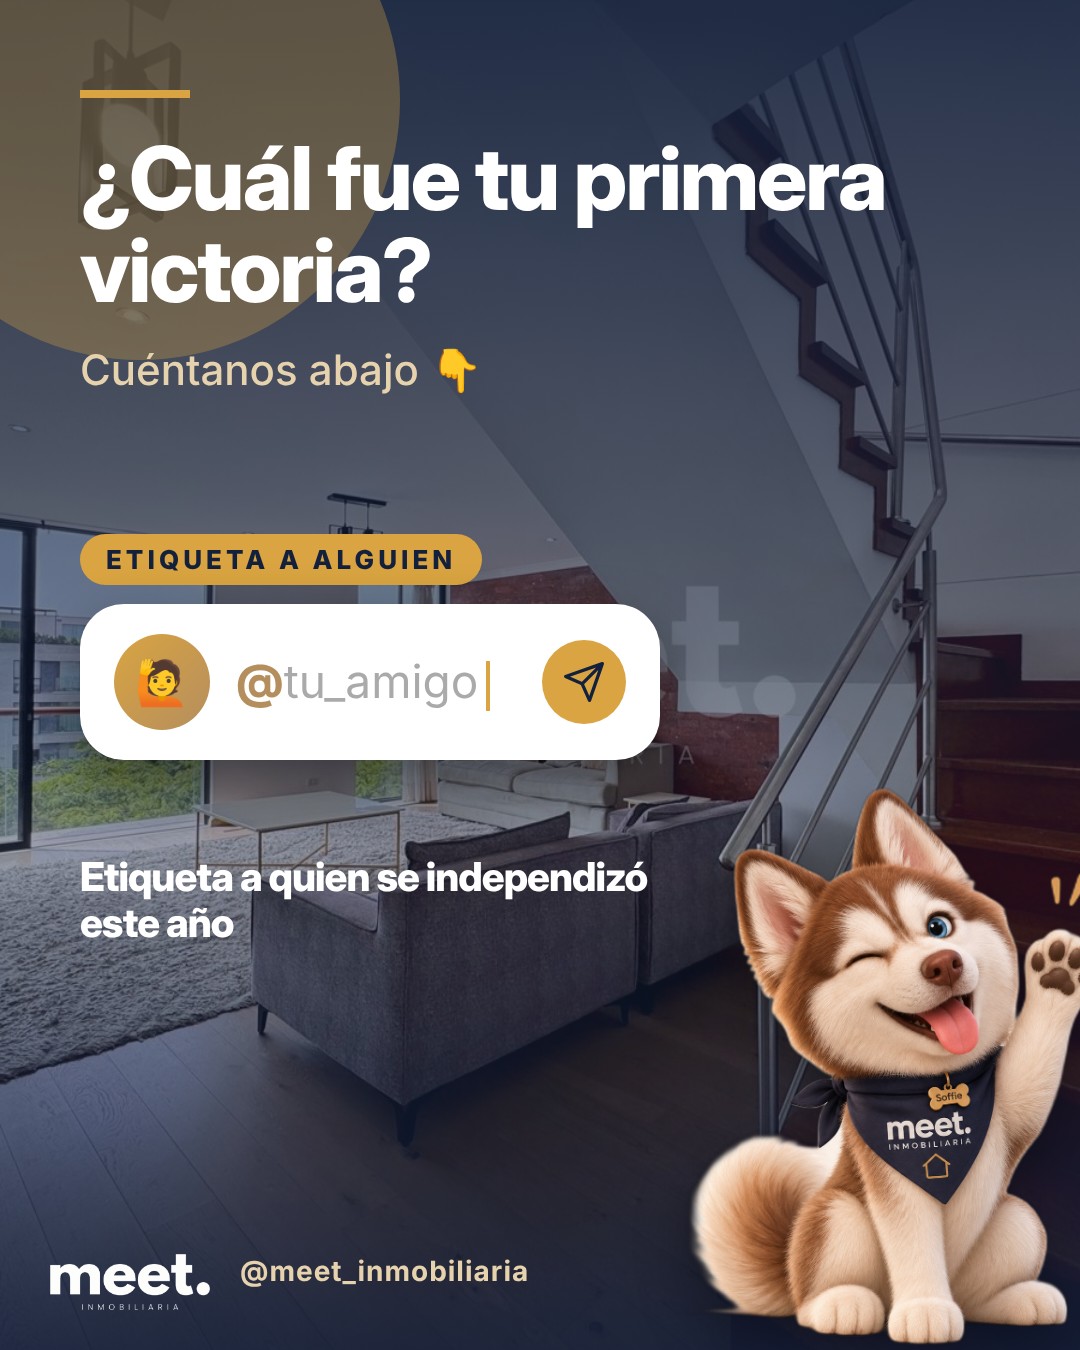 ¿Cuál fue tu primera
victoria?
Cuéntanos abajo 👇
ETIQUETA A ALGUIEN
@tu_amigo
t.
RIA
Etiqueta a quien se independizó
este año
Soffie
meet.
INMOBILIARIA
meet.
INMOBILIARIA
@meet_inmobiliaria